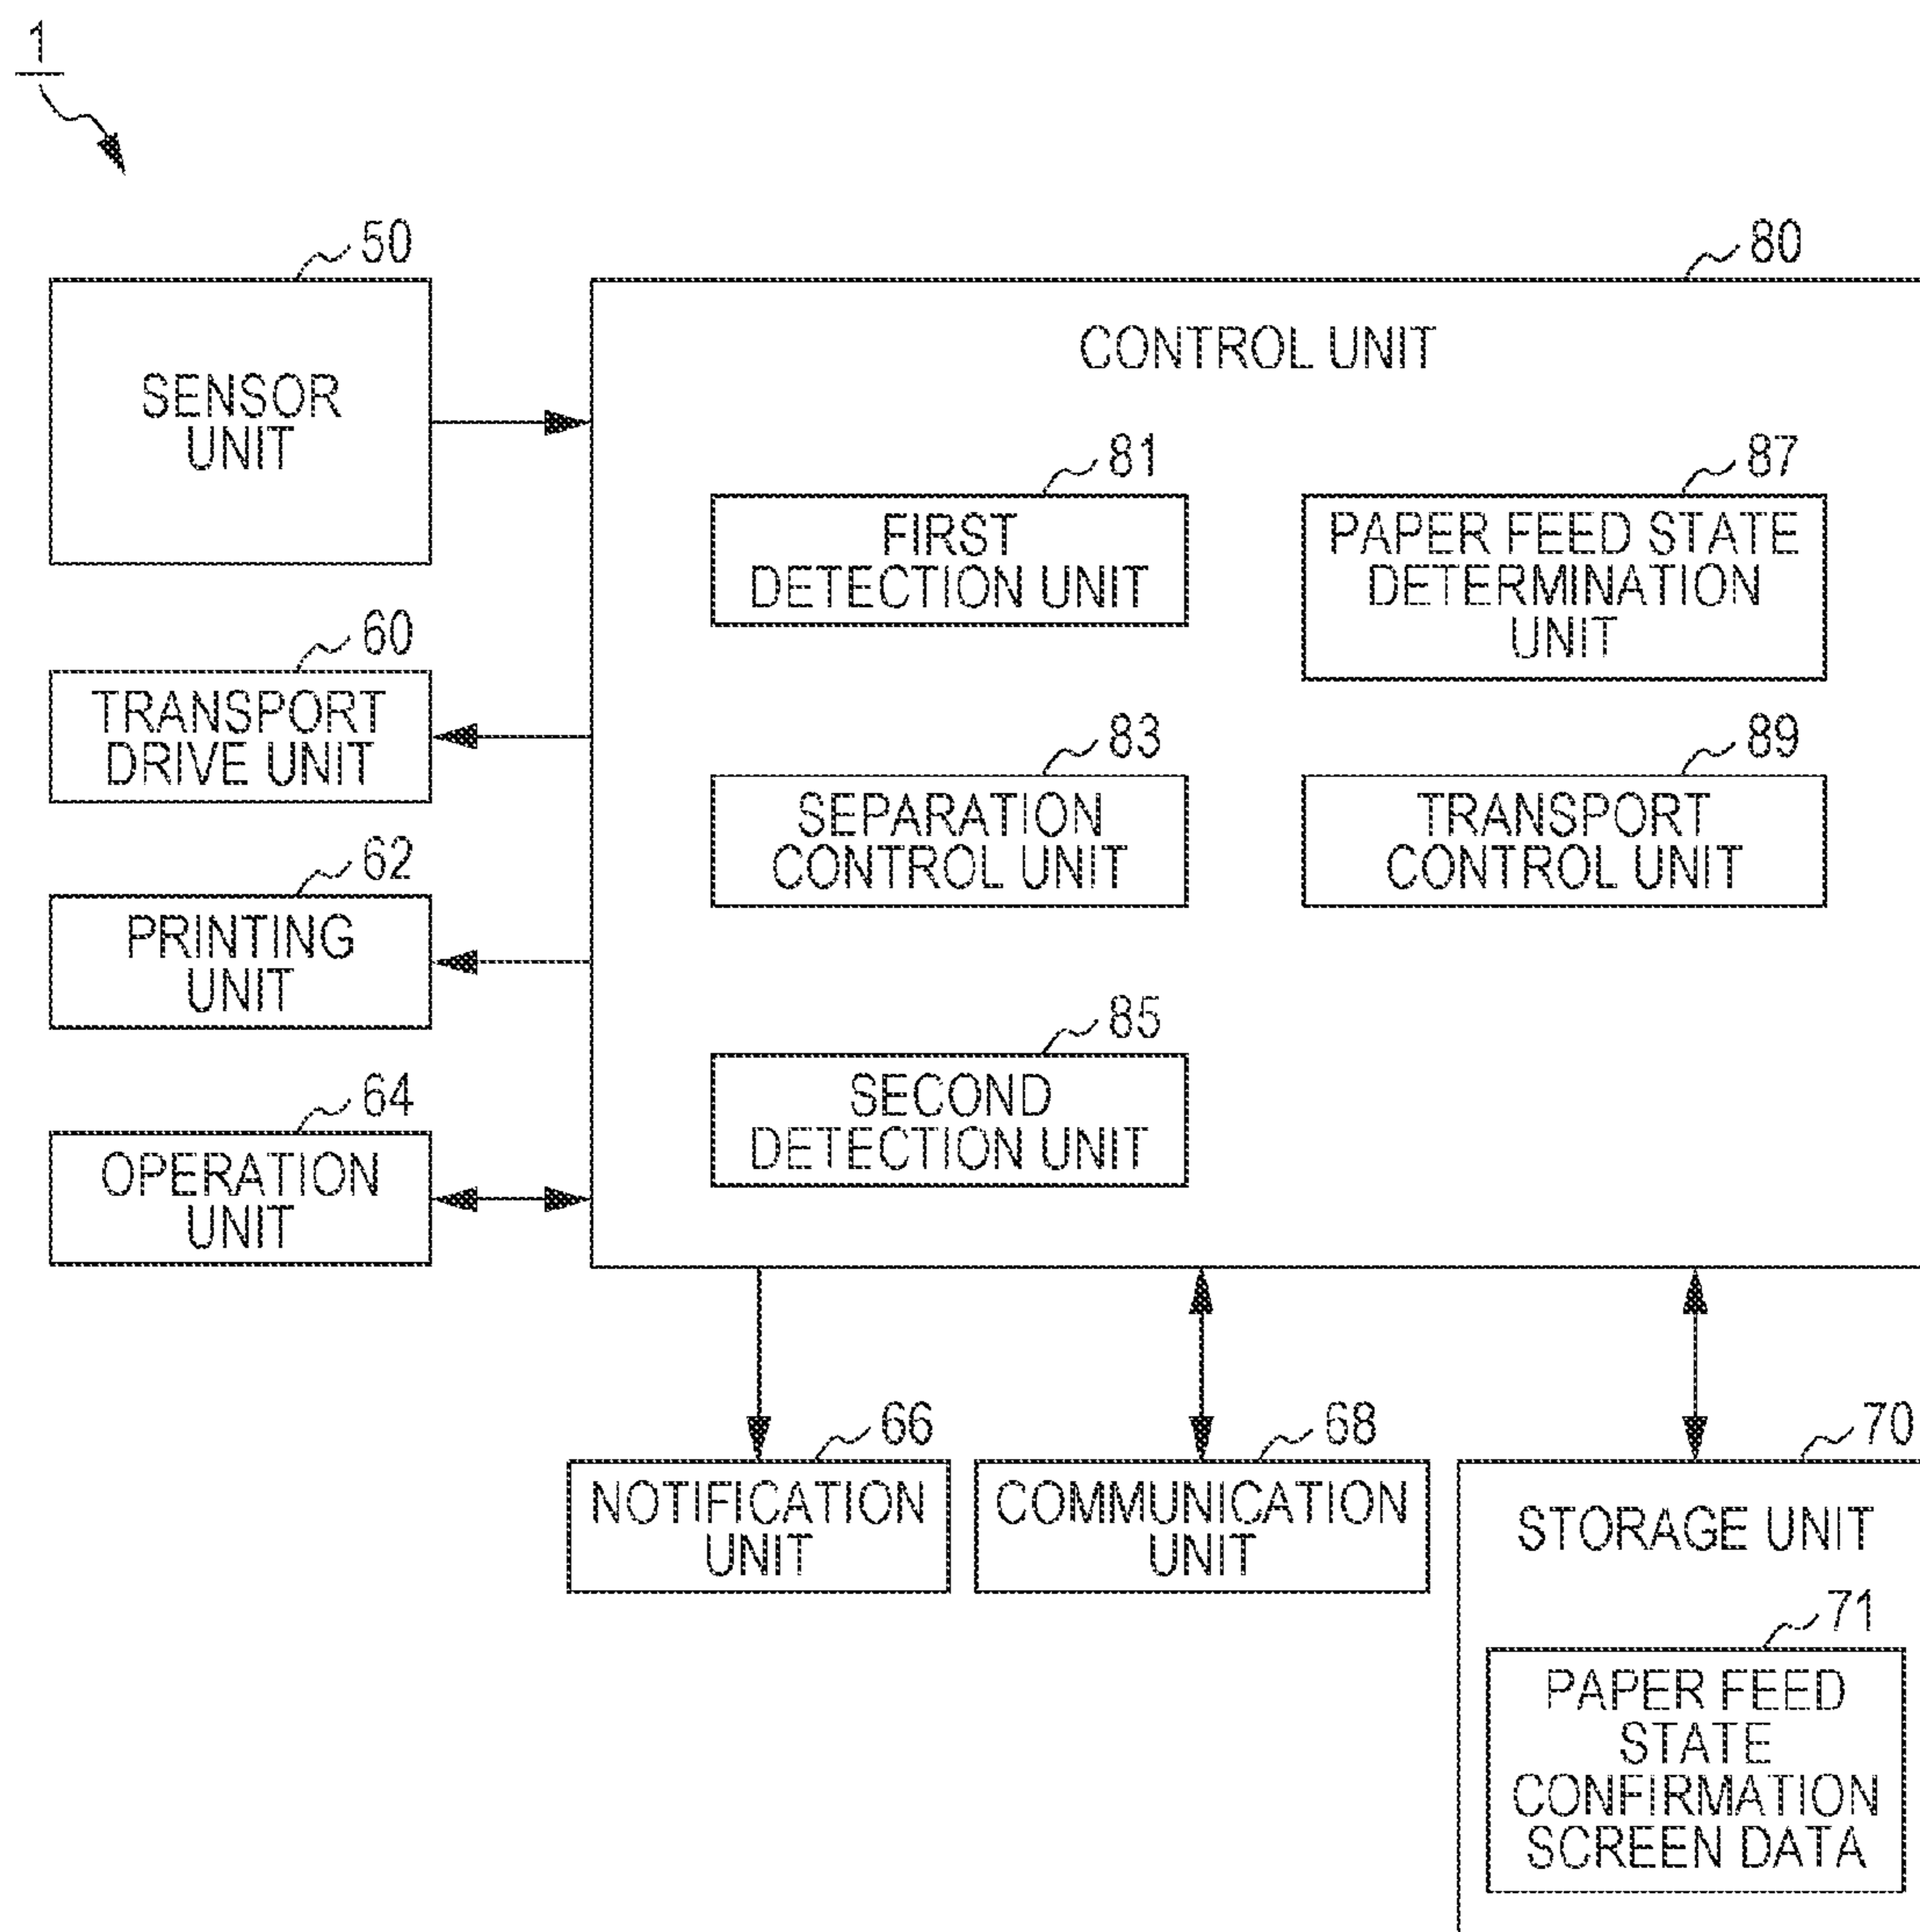 1
50
SENSOR
UNIT
80
CONTROL UNIT
81
FIRST
DETECTION UNIT
87
PAPER FEED STATE
DETERMINATION
UNIT
60
TRANSPORT
DRIVE UNIT
83
SEPARATION
CONTROL UNIT
89
TRANSPORT
CONTROL UNIT
62
PRINTING
UNIT
85
SECOND
DETECTION UNIT
64
OPERATION
UNIT
66
NOTIFICATION
UNIT
68
COMMUNICATION
UNIT
70
STORAGE UNIT
71
PAPER FEED
STATE
CONFIRMATION
SCREEN DATA